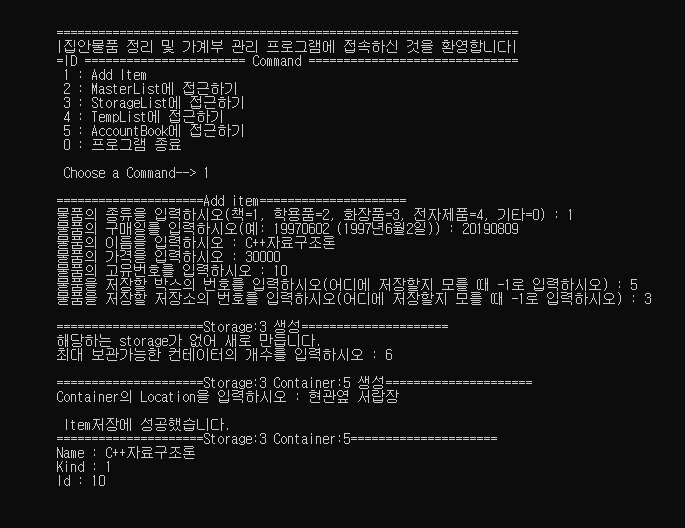 ==================================================================
|집안물품 정리 및 가계부 관리 프로그램에 접속하신 것을 환영합니다|
=ID ======================= Command ==============================
1 : Add Item
2 : MasterList에 접근하기
3 : StorageList에 접근하기
4 : TempList에 접근하기
5 : AccountBook에 접근하기
0 : 프로그램 종료
Choose a Command--> 1
=====================Add item=====================
물품의 종류을 입력하시오(책=1, 학용품=2, 화장품=3, 전자제품=4, 기타=0) : 1
물품의 구매일를 입력하시오(예: 19970602 (1997년6월2일)) : 20190809
물품의 이름을 입력하시오 : C++자료구조론
물품의 가격을 입력하시오 : 30000
물품의 고유번호를 입력하시오 : 10
물품을 저장할 박스의 번호를 입력하시오(어디에 저장할지 모를 때 -1로 입력하시오) : 5
물품을 저장할 저장소의 번호를 입력하시오(어디에 저장할지 모를 때 -1로 입력하시오) : 3
=====================Storage:3 생성=====================
해당하는 storage가 없어 새로 만듭니다.
최대 보관가능한 컨테이터의 개수를 입력하시오 : 6
=====================Storage:3 Container:5 생성=====================
Container의 Location을 입력하시오 : 현관옆 서랍장
Item저장에 성공했습니다.
=====================Storage:3 Container:5=====================
Name : C++자료구조론
Kind : 1
Id : 10